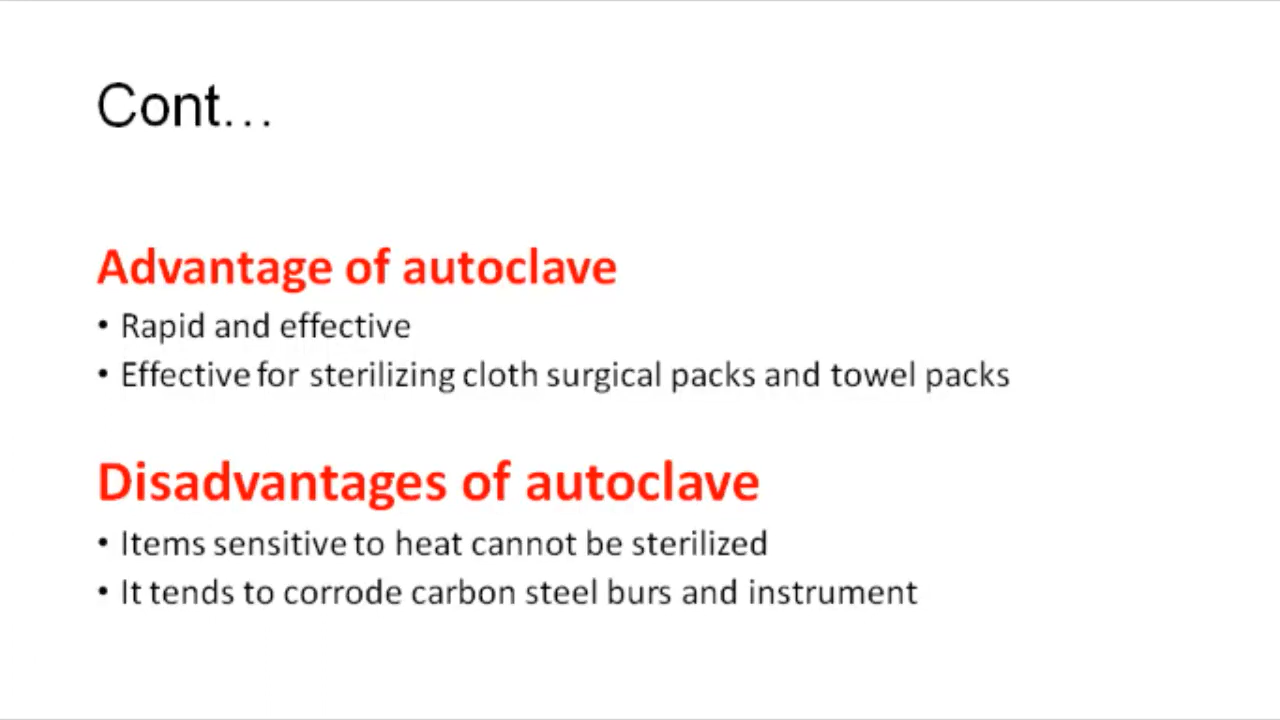 Cont...
Advantage of autoclave
• Rapid and effective
• Effective for sterilizing cloth surgical packs and towel packs
Disadvantages of autoclave
• Items sensitive to heat cannot be sterilized
• It tends to corrode carbon steel burs and instrument